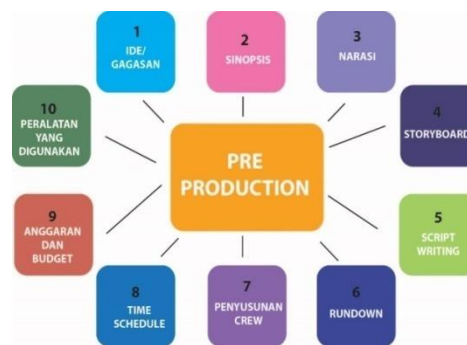 1
IDE/
GAGASAN
2
SINOPSIS
3
NARASI
4
STORYBOARD
5
SCRIPT
WRITING
6
RUNDOWN
7
PENYUSUNAN
CREW
8
TIME
SCHEDULE
9
ANGGARAN
DAN
BUDGET
10
PERALATAN
YANG
DIGUNAKAN
PRE
PRODUCTION